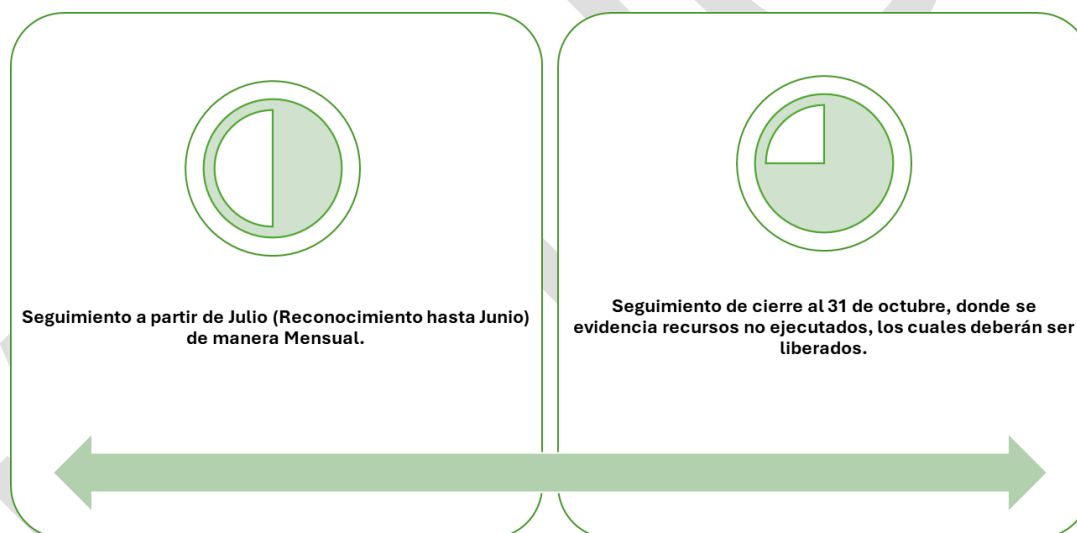 Seguimiento a partir de Julio (Reconocimiento hasta Junio)
de manera Mensual.
Seguimiento de cierre al 31 de octubre, donde se
evidencia recursos no ejecutados, los cuales deberán ser
liberados.